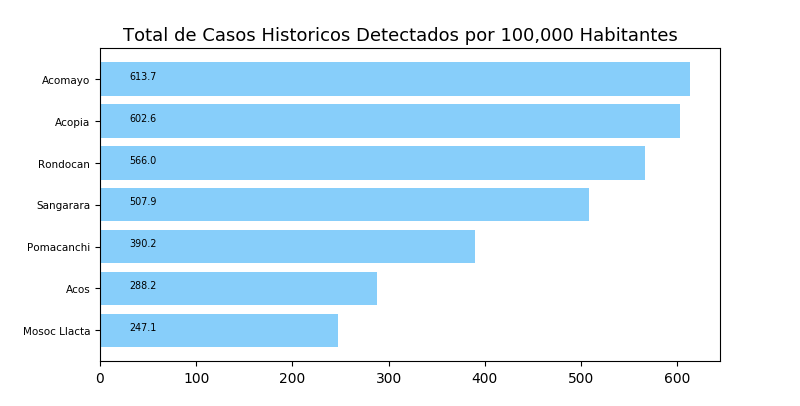 Total de Casos Historicos Detectados por 100,000 Habitantes
Acomayo 613.7
Acopia 602.6
Rondocan 566.0
Sangarara 507.9
Pomacanchi 390.2
Acos 288.2
Mosoc Llacta 247.1
0 100 200 300 400 500 600